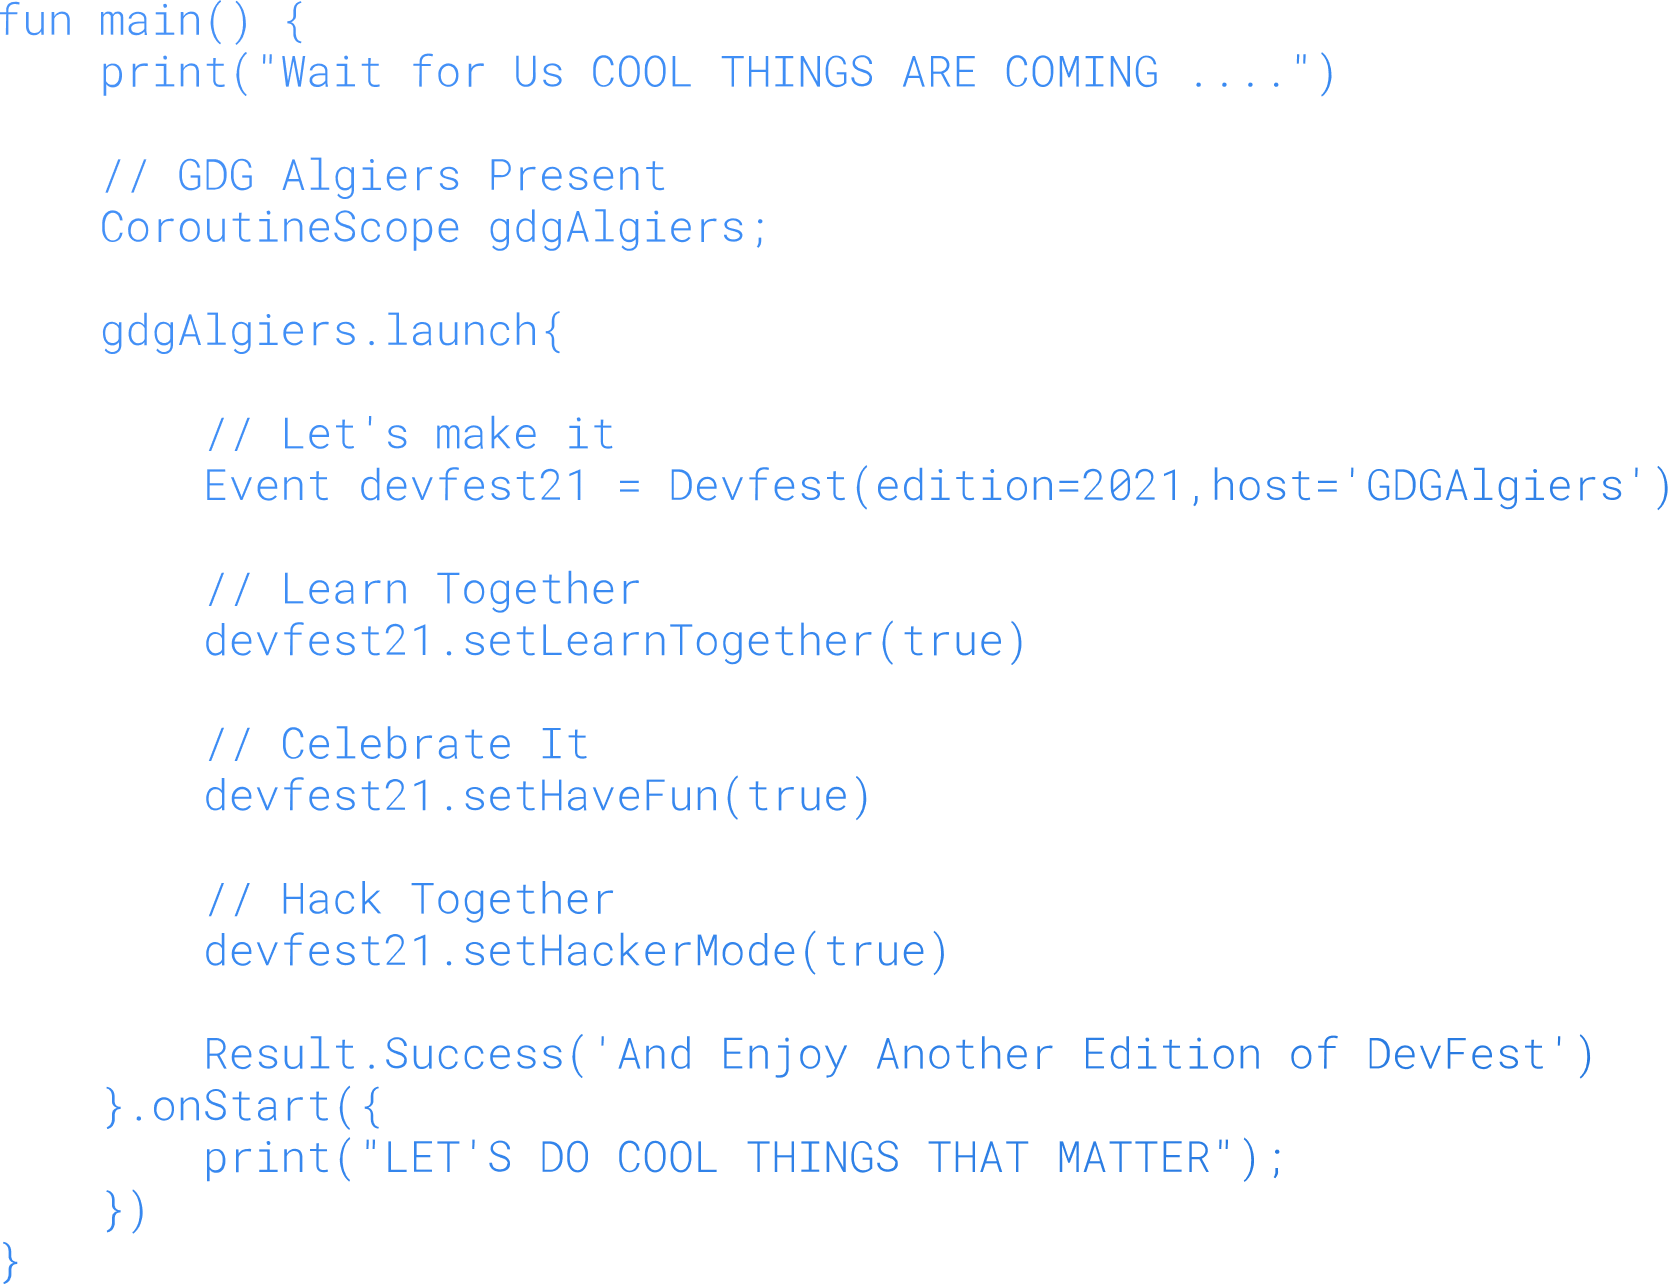 fun main() {
    print("Wait for Us COOL THINGS ARE COMING ....")
    // GDG Algiers Present
    CoroutineScope gdgAlgiers;
    gdgAlgiers.launch{
        // Let's make it
        Event devfest21 = Devfest(edition=2021,host='GDGAlgiers')
        // Learn Together
        devfest21.setLearnTogether(true)
        // Celebrate It
        devfest21.setHaveFun(true)
        // Hack Together
        devfest21.setHackerMode(true)
        Result.Success('And Enjoy Another Edition of DevFest')
    }.onStart({
        print("LET'S DO COOL THINGS THAT MATTER");
    })
}